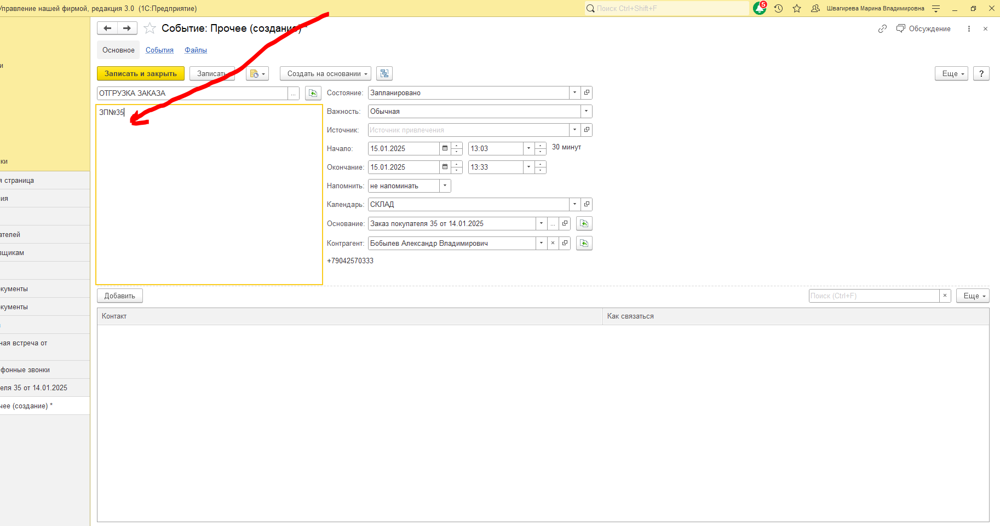 Управление нашей фирмой, редакция 3.0 (1С:Предприятие)
Поиск Ctrl+Shift+F
5
Швагирева Марина Владимировна
Событие: Прочее (создание) *
Обсуждение
Основное
События
Файлы
Записать и закрыть
Записать
Создать на основании
Еще
?
ОТГРУЗКА ЗАКАЗА
...
ЗП№35
Состояние: Запланировано
Важность: Обычная
Источник: Источник привлечения
Начало: 15.01.2025 13:03 30 минут
Окончание: 15.01.2025 13:33
Напомнить: не напоминать
Календарь: СКЛАД
Основание: Заказ покупателя 35 от 14.01.2025 ...
Контрагент: Бобылев Александр Владимирович
+79042570333
Добавить
Поиск (Ctrl+F)
Еще
Контакт
Как связаться
и
ки
я страница
ия
ателей
вщикам
кументы
кументы
ная встреча от
фонные звонки
еля 35 от 14.01.2025
чее (создание) *